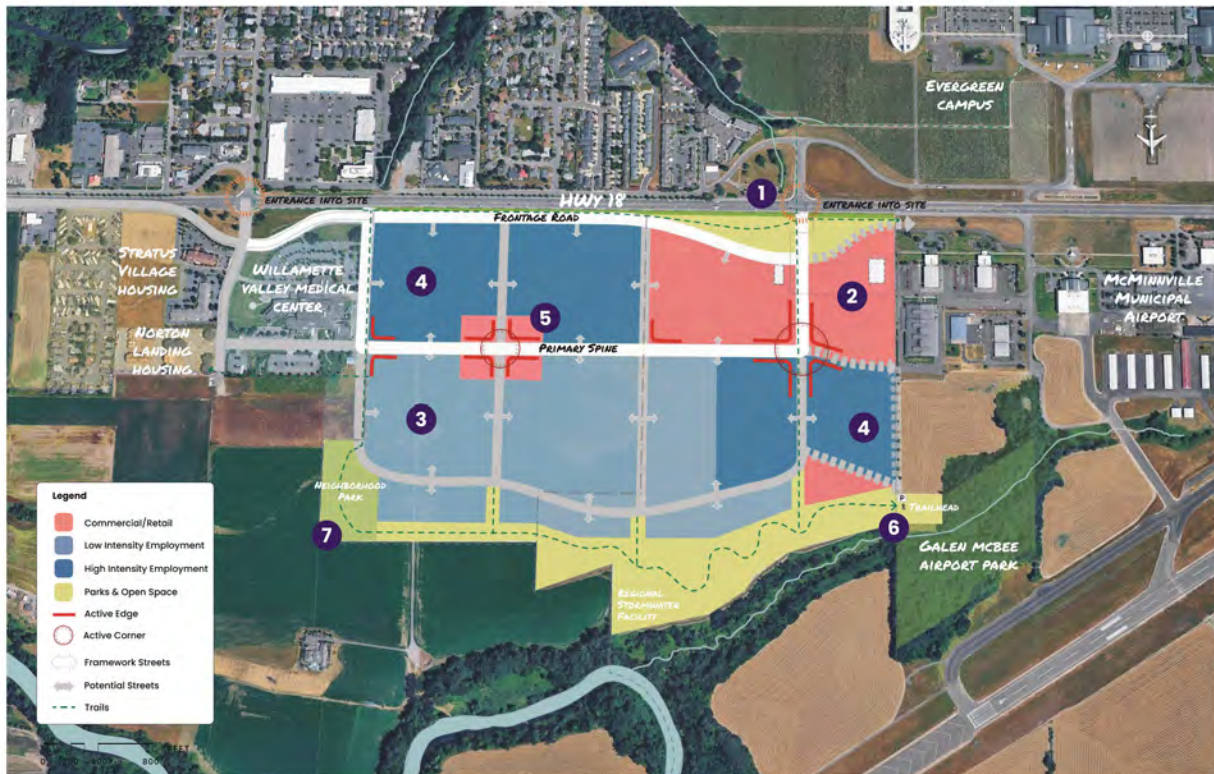 EVERGREEN
CAMPUS
1
HWY 18
ENTRANCE INTO SITE
ENTRANCE INTO SITE
FRONTAGE ROAD
STRATUS
VILLAGE
HOUSING
WILLAMETTE
VALLEY MEDICAL
CENTER
4
2
MCMINNVILLE
MUNICIPAL
AIRPORT
5
NORTON
LANDING
HOUSING
PRIMARY SPINE
3
4
NEIGHBORHOOD
PARK
P
TRAILHEAD
7
6
GALEN MCBEE
AIRPORT PARK
REGIONAL
STORMWATER
FACILITY
Legend
Commercial/Retail
Low Intensity Employment
High Intensity Employment
Parks & Open Space
Active Edge
Active Corner
Framework Streets
Potential Streets
Trails